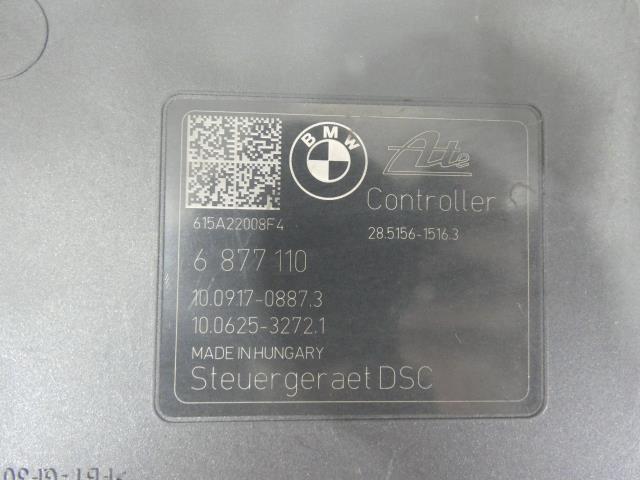 BMW
Ate
Controller
615A22008F4
28.5156-1516.3
6 877 110
10.0917-0887.3
10.0625-3272.1
MADE IN HUNGARY
Steuergeraet DSC